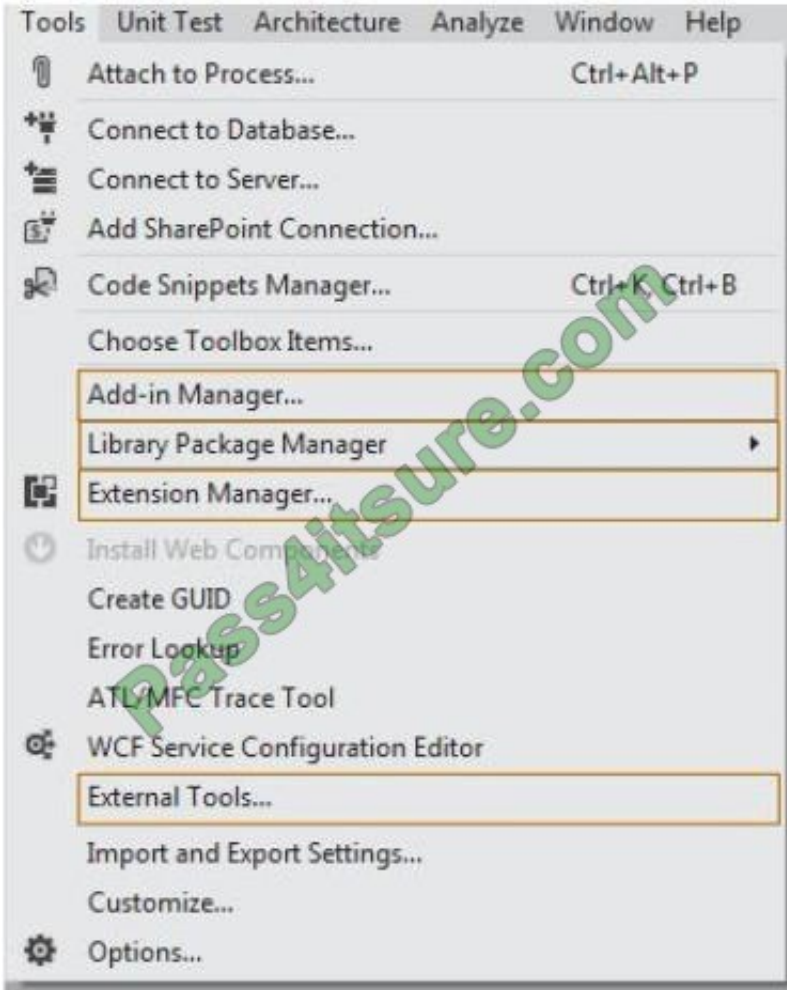 Tools Unit Test Architecture Analyze Window Help
Attach to Process... Ctrl+Alt+P
Connect to Database...
Connect to Server...
Add SharePoint Connection...
Code Snippets Manager... Ctrl+K, Ctrl+B
Choose Toolbox Items...
Add-in Manager...
Library Package Manager
Extension Manager...
Install Web Components
Create GUID
Error Lookup
ATL/MFC Trace Tool
WCF Service Configuration Editor
External Tools...
Import and Export Settings...
Customize...
Options...
Pass4itsure.com